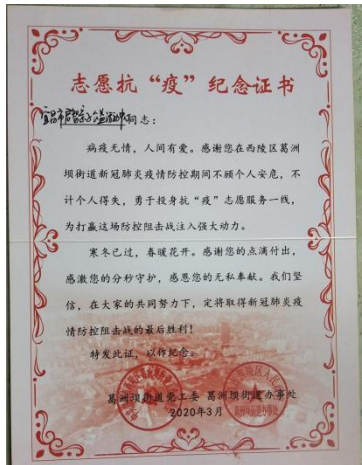 志愿抗“疫”纪念证书
同志：
病疫无情，人间有爱。感谢您在西陵区葛洲
坝街道新冠肺炎疫情防控期间不顾个人安危，不
计个人得失，勇于投身抗“疫”志愿服务一线，
为打赢这场防控阻击战注入强大动力。
寒冬已过，春暖花开。感谢您的点滴付出，
感激您的分秒守护，感恩您的无私奉献。我们坚
信，在大家的共同努力下，定将取得新冠肺炎疫
情防控阻击战的最后胜利！
特发此证，以作纪念。
葛洲坝街道党工委 葛洲坝街道办事处
2020年3月